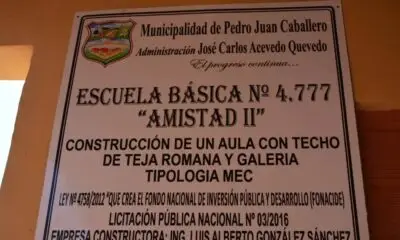 Municipalidad de Pedro Juan Caballero
Administración José Carlos Acevedo Quevedo
El progreso continua...
ESCUELA BÁSICA Nº 4.777
"AMISTAD II"
CONSTRUCCIÓN DE UN AULA CON TECHO
DE TEJA ROMANA Y GALERIA
TIPOLOGIA MEC
LEY Nº 4758/2012 "QUE CREA EL FONDO NACIONAL DE INVERSIÓN PÚBLICA Y DESARROLLO (FONACIDE)
LICITACIÓN PÚBLICA NACIONAL Nº 03/2016
EMPRESA CONSTRUCTORA: ING. LUIS ALBERTO GONZÁLEZ SÁNCHEZ